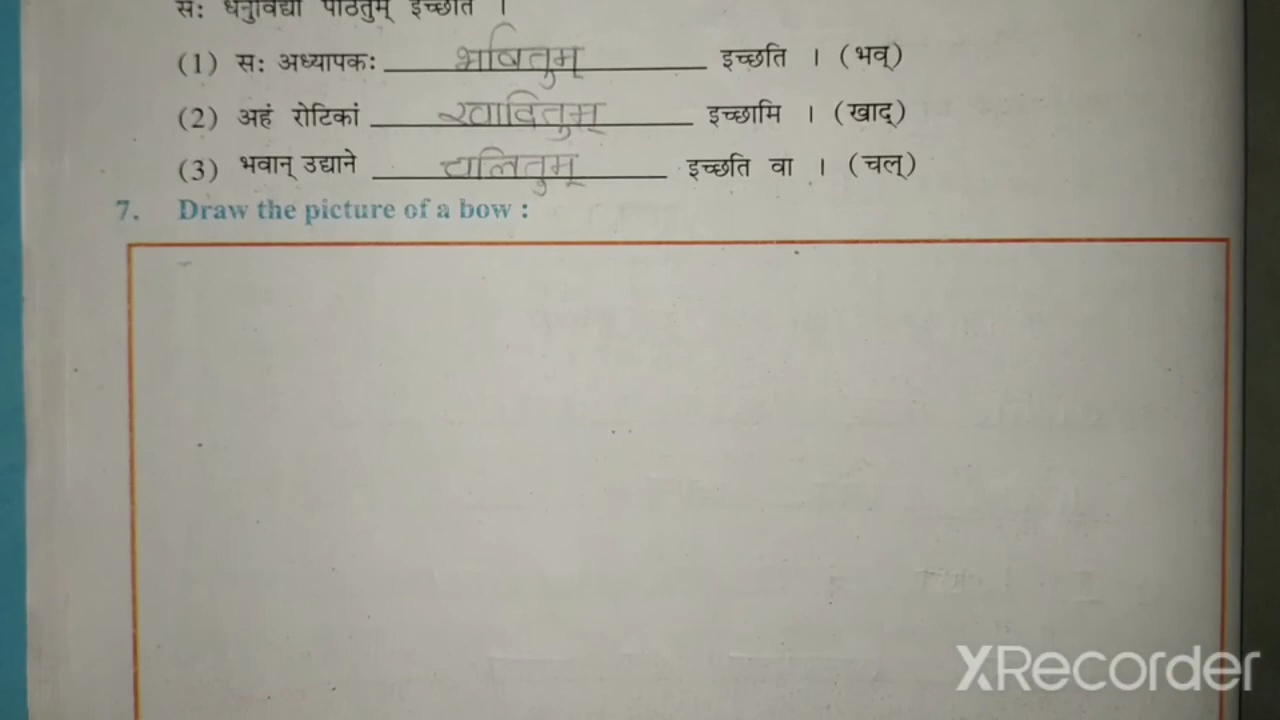 सः धनुर्विद्यां पठितुम् इच्छति ।
(1) सः अध्यापकः भवितुम् इच्छति । (भव्)
(2) अहं रोटिकां खादितुम् इच्छामि । (खाद्)
(3) भवान् उद्याने चलितुम् इच्छति वा । (चल्)
7. Draw the picture of a bow :
XRecorder